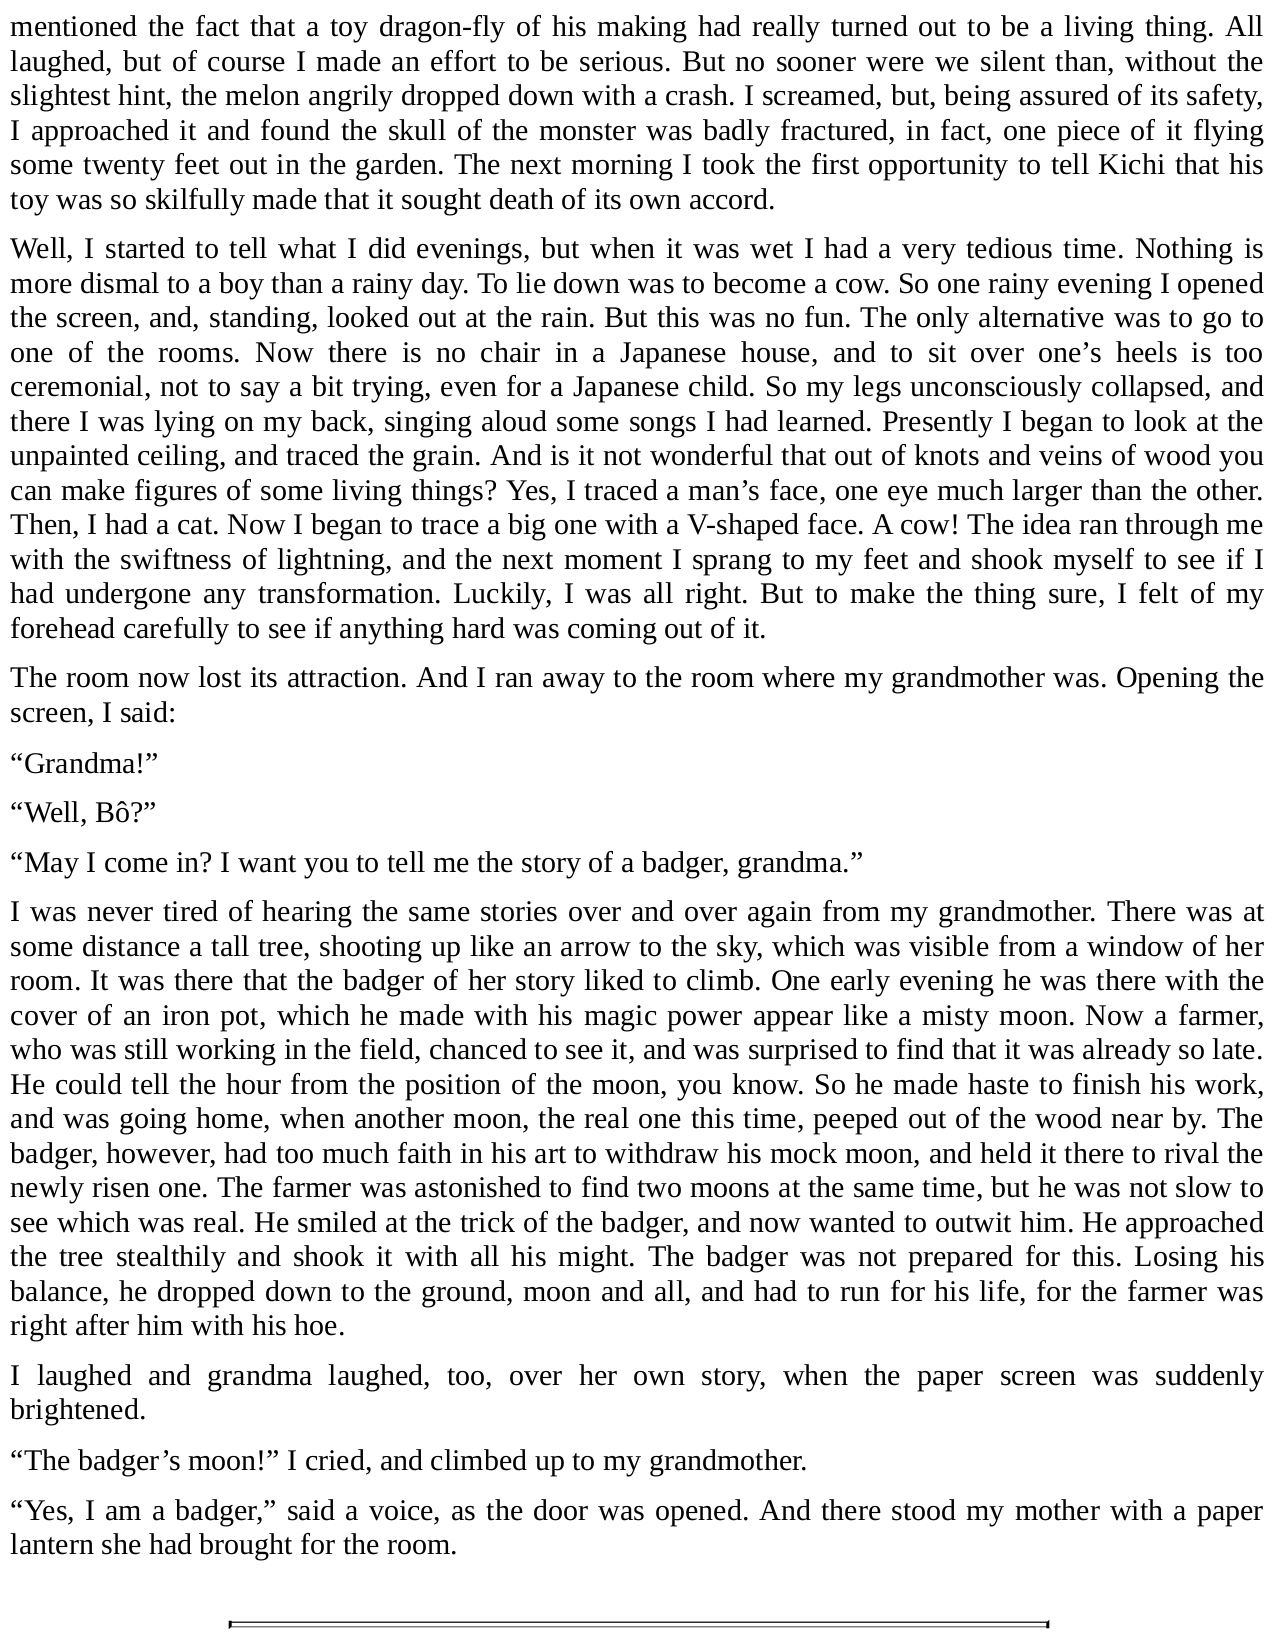 mentioned the fact that a toy dragon-fly of his making had really turned out to be a living thing. All
laughed, but of course I made an effort to be serious. But no sooner were we silent than, without the
slightest hint, the melon angrily dropped down with a crash. I screamed, but, being assured of its safety,
I approached it and found the skull of the monster was badly fractured, in fact, one piece of it flying
some twenty feet out in the garden. The next morning I took the first opportunity to tell Kichi that his
toy was so skilfully made that it sought death of its own accord.
Well, I started to tell what I did evenings, but when it was wet I had a very tedious time. Nothing is
more dismal to a boy than a rainy day. To lie down was to become a cow. So one rainy evening I opened
the screen, and, standing, looked out at the rain. But this was no fun. The only alternative was to go to
one of the rooms. Now there is no chair in a Japanese house, and to sit over one’s heels is too
ceremonial, not to say a bit trying, even for a Japanese child. So my legs unconsciously collapsed, and
there I was lying on my back, singing aloud some songs I had learned. Presently I began to look at the
unpainted ceiling, and traced the grain. And is it not wonderful that out of knots and veins of wood you
can make figures of some living things? Yes, I traced a man’s face, one eye much larger than the other.
Then, I had a cat. Now I began to trace a big one with a V-shaped face. A cow! The idea ran through me
with the swiftness of lightning, and the next moment I sprang to my feet and shook myself to see if I
had undergone any transformation. Luckily, I was all right. But to make the thing sure, I felt of my
forehead carefully to see if anything hard was coming out of it.
The room now lost its attraction. And I ran away to the room where my grandmother was. Opening the
screen, I said:
“Grandma!”
“Well, Bô?”
“May I come in? I want you to tell me the story of a badger, grandma.”
I was never tired of hearing the same stories over and over again from my grandmother. There was at
some distance a tall tree, shooting up like an arrow to the sky, which was visible from a window of her
room. It was there that the badger of her story liked to climb. One early evening he was there with the
cover of an iron pot, which he made with his magic power appear like a misty moon. Now a farmer,
who was still working in the field, chanced to see it, and was surprised to find that it was already so late.
He could tell the hour from the position of the moon, you know. So he made haste to finish his work,
and was going home, when another moon, the real one this time, peeped out of the wood near by. The
badger, however, had too much faith in his art to withdraw his mock moon, and held it there to rival the
newly risen one. The farmer was astonished to find two moons at the same time, but he was not slow to
see which was real. He smiled at the trick of the badger, and now wanted to outwit him. He approached
the tree stealthily and shook it with all his might. The badger was not prepared for this. Losing his
balance, he dropped down to the ground, moon and all, and had to run for his life, for the farmer was
right after him with his hoe.
I laughed and grandma laughed, too, over her own story, when the paper screen was suddenly
brightened.
“The badger’s moon!” I cried, and climbed up to my grandmother.
“Yes, I am a badger,” said a voice, as the door was opened. And there stood my mother with a paper
lantern she had brought for the room.